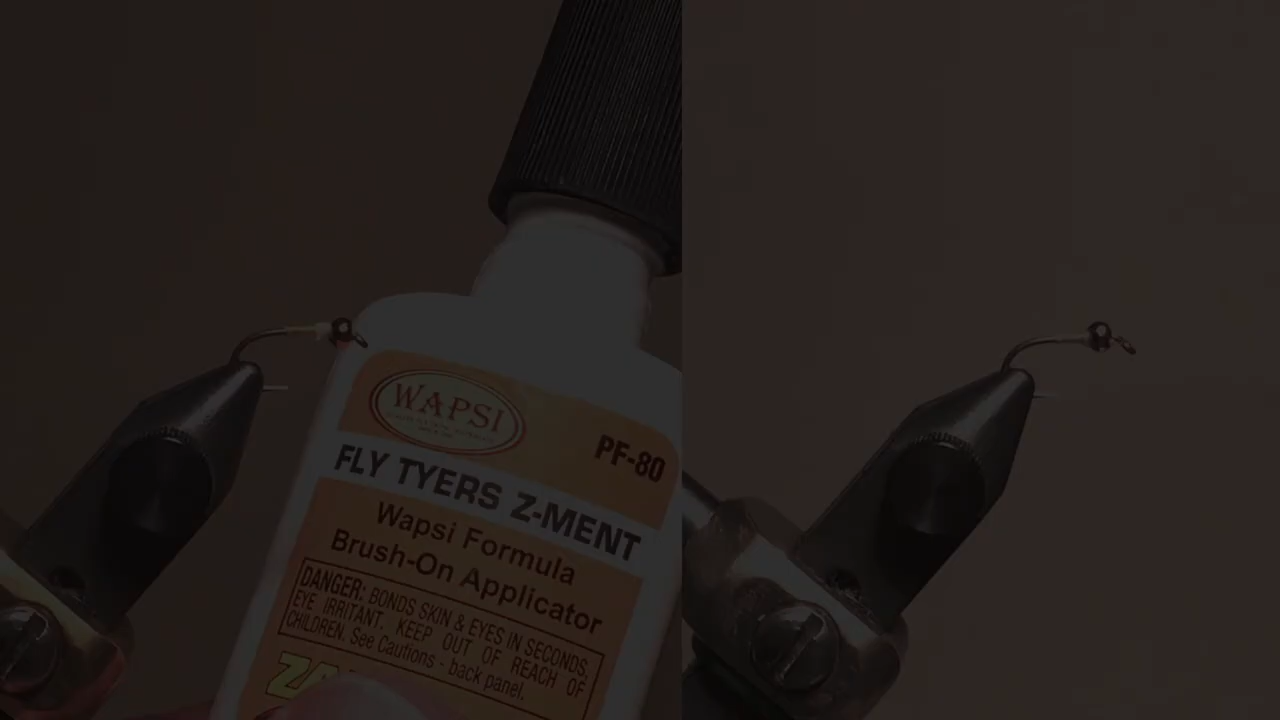 WAPSI
PF-80
FLY TYERS Z-MENT
Wapsi Formula
Brush-On Applicator
DANGER: BONDS SKIN & EYES IN SECONDS,
EYE IRRITANT. KEEP OUT OF REACH OF
CHILDREN. See Cautions - back panel.